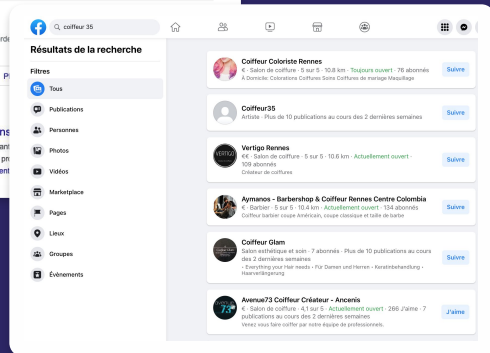 coiffeur 35
Résultats de la recherche
Filtres
Tous
Publications
Personnes
Photos
Vidéos
Marketplace
Pages
Lieux
Groupes
Évènements
Coiffeur Coloriste Rennes
€€ · Salon de coiffure · 5 sur 5 · 10.8 km · Toujours ouvert · 76 abonnés
À Domicile. Colorations Coiffures Soins Coiffures de mariage Maquillage
Suivre
Coiffeur35
Artiste · Plus de 10 publications au cours des 2 dernières semaines
Suivre
VERTIGO
Vertigo Rennes
€€ · Salon de coiffure · 5 sur 5 · 10.6 km · Actuellement ouvert ·
109 abonnés
Créateur de coiffures
Suivre
Aymanos - Barbershop & Coiffeur Rennes Centre Colombia
€ · Barbier · 5 sur 5 · 10.4 km · Actuellement ouvert · 134 abonnés
Coiffeur barbier coupe Américain, coupe classique et taille de barbe
Suivre
Coiffeur Glam
Salon esthétique et soin · 7 abonnés · Plus de 10 publications au cours
des 2 dernières semaines
• Everything your Hair needs • Für Damen und Herren • Keratinbehandlung •
Haarverlängerung
Suivre
73
Avenue73 Coiffeur Créateur - Ancenis
€ · Salon de coiffure · 4,1 sur 5 · Actuellement ouvert · 266 J'aime · 7
publications au cours des 2 dernières semaines
Venez vous faire coiffer par notre équipe de professionnels.
J'aime